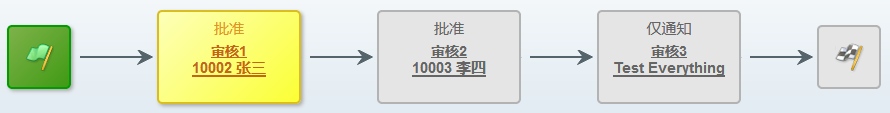 批准
审核1
10002 张三
批准
审核2
10003 李四
仅通知
审核3
Test Everything